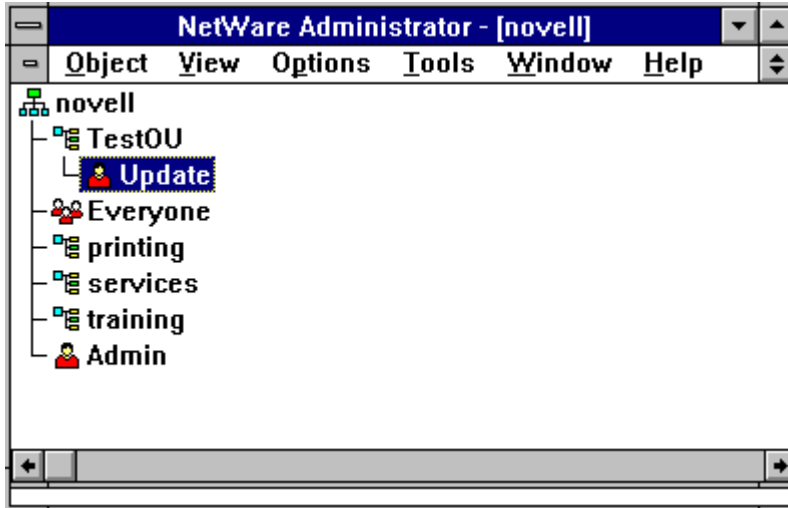 NetWare Administrator - [novell]
Object View Options Tools Window Help
novell
TestOU
Update
Everyone
printing
services
training
Admin